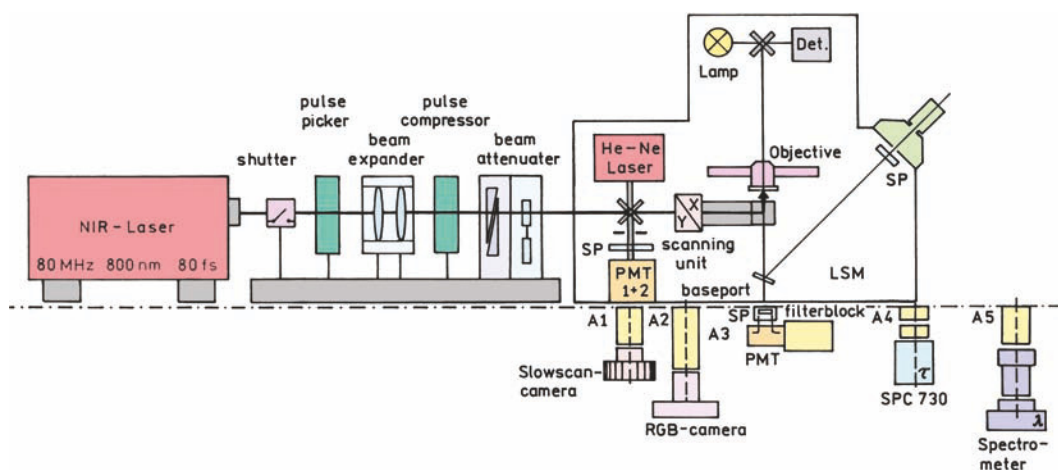 Lamp
Det.
pulse
picker
pulse
compressor
beam
expander
beam
attenuater
shutter
He-Ne
Laser
Objective
SP
NIR-Laser
80 MHz 800 nm 80 fs
X
Y
SP
scanning
unit
PMT
1+2
baseport
LSM
A1
A2
A3
SP
filterblock
A4
A5
PMT
Slowscan-
camera
τ
SPC 730
RGB-camera
λ
Spectro-
meter